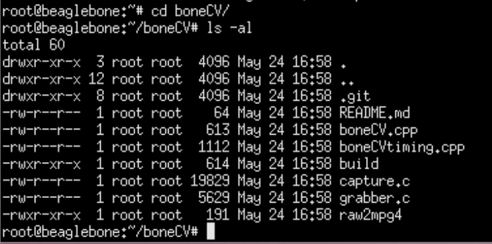 root@beaglebone:~# cd boneCV/
root@beaglebone:~/boneCV# ls -al
total 60
drwxr-xr-x  3 root root  4096 May 24 16:58 .
drwxr-xr-x 12 root root  4096 May 24 16:58 ..
drwxr-xr-x  8 root root  4096 May 24 16:58 .git
-rw-r--r--  1 root root    64 May 24 16:58 README.md
-rw-r--r--  1 root root   613 May 24 16:58 boneCV.cpp
-rw-r--r--  1 root root  1112 May 24 16:58 boneCVtiming.cpp
-rwxr-xr-x  1 root root   614 May 24 16:58 build
-rw-r--r--  1 root root 19829 May 24 16:58 capture.c
-rw-r--r--  1 root root  5629 May 24 16:58 grabber.c
-rwxr-xr-x  1 root root   191 May 24 16:58 raw2mpg4
root@beaglebone:~/boneCV#